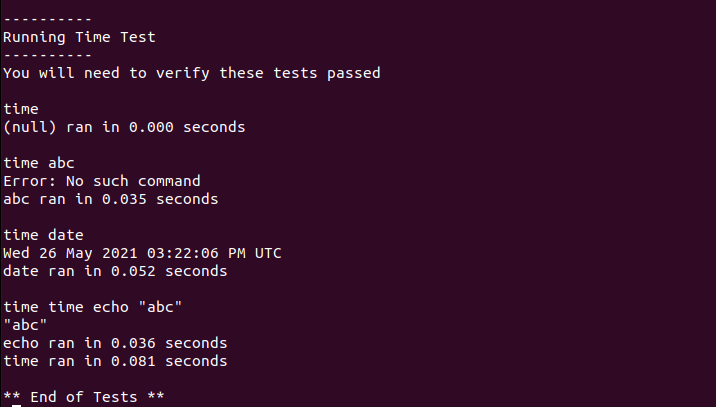 ----------
Running Time Test
----------
You will need to verify these tests passed
time
(null) ran in 0.000 seconds
time abc
Error: No such command
abc ran in 0.035 seconds
time date
Wed 26 May 2021 03:22:06 PM UTC
date ran in 0.052 seconds
time time echo "abc"
"abc"
echo ran in 0.036 seconds
time ran in 0.081 seconds
** End of Tests **